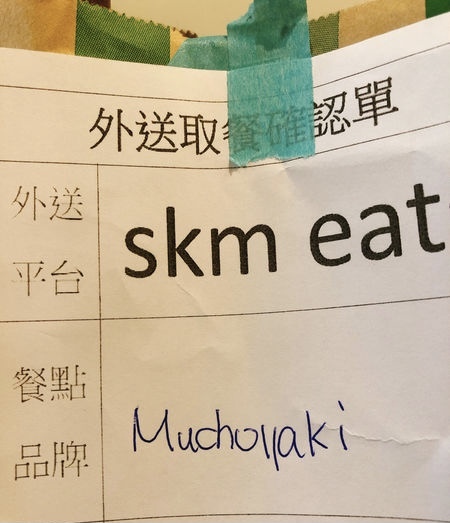 外送取餐確認單
外送
平台
skm eat
餐點
品牌
Muchoyaki